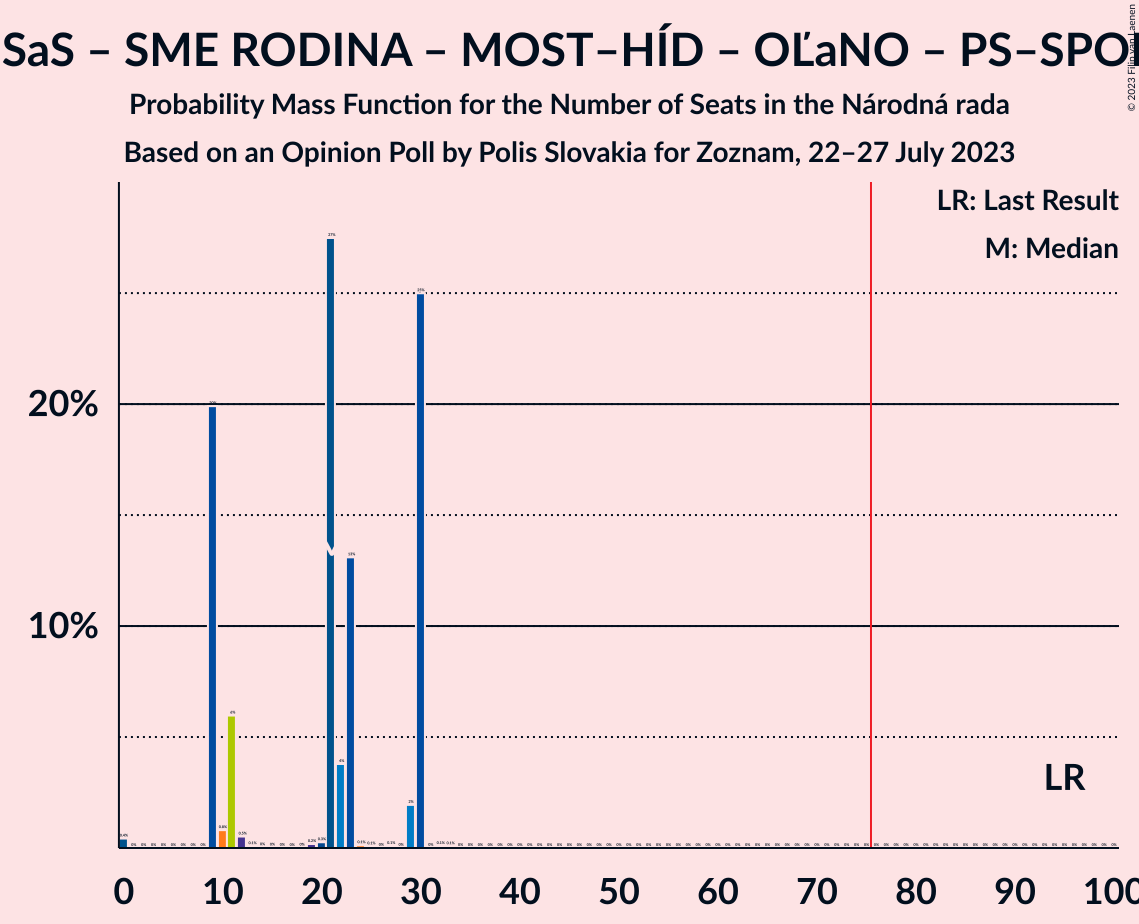 SaS – SME RODINA – MOST–HÍD – OĽaNO – PS–SPO
Probability Mass Function for the Number of Seats in the Národná rada
Based on an Opinion Poll by Polis Slovakia for Zoznam, 22–27 July 2023
© 2023 Filip van Laenen
LR: Last Result
M: Median
20%
10%
LR
0 10 20 30 40 50 60 70 80 90 100